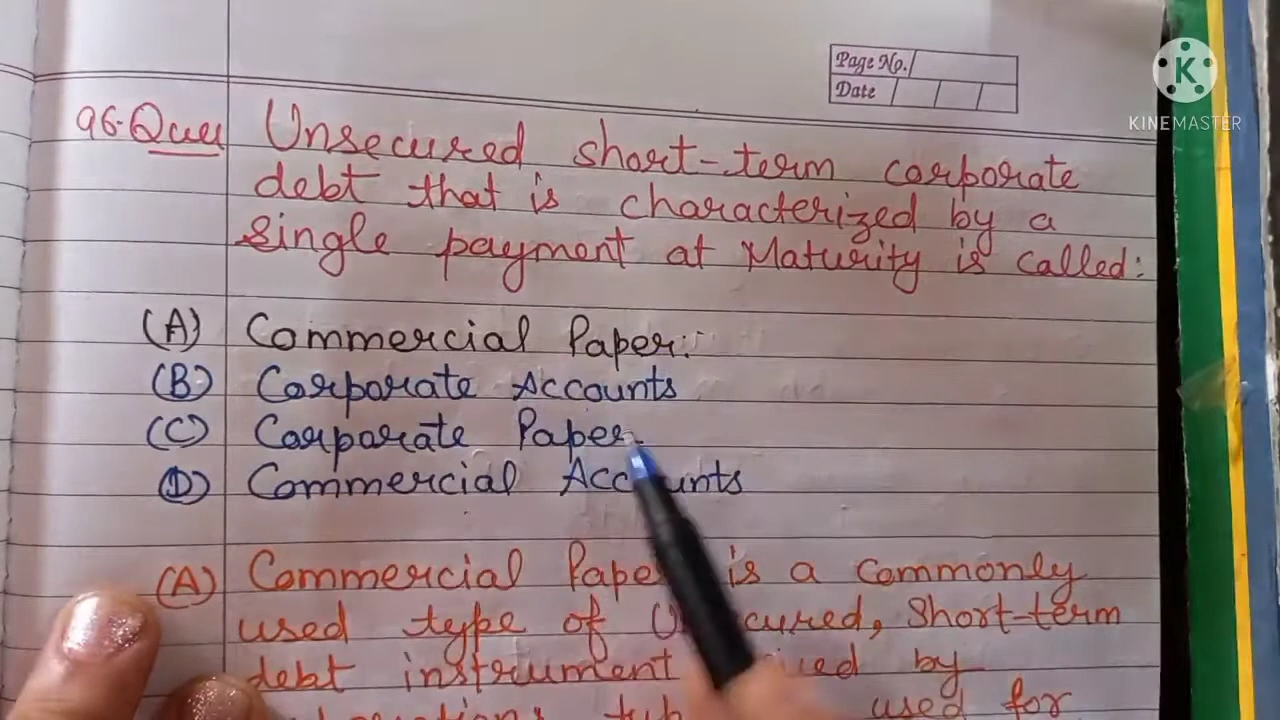 Page No.
Date
KINEMASTER
96. Ques Unsecured short-term corporate
debt that is characterized by a
single payment at Maturity is called:
(A) Commercial Paper:
(B) Corporate Accounts
(C) Corporate Paper.
(D) Commercial Accounts
(A) Commercial Paper is a commonly
used type of short-term
debt instrument by
used for